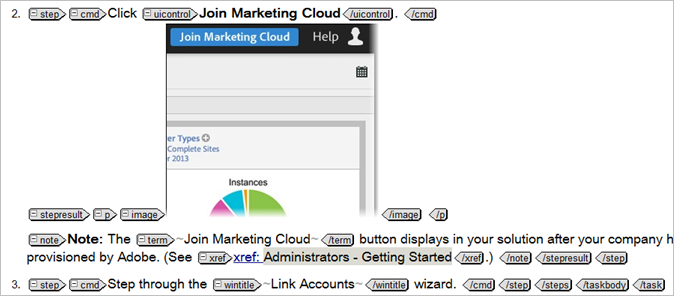 2. step cmd Click uicontrol Join Marketing Cloud /uicontrol . /cmd
Join Marketing Cloud Help
er Types
Complete Sites
r 2013
Instances
stepresult p image /image /p
note Note: The term ~Join Marketing Cloud~ /term button displays in your solution after your company h
provisioned by Adobe. (See xref xref: Administrators - Getting Started /xref .) /note /stepresult /step
3. step cmd Step through the wintitle ~Link Accounts~ /wintitle wizard. /cmd /step /steps /taskbody /task